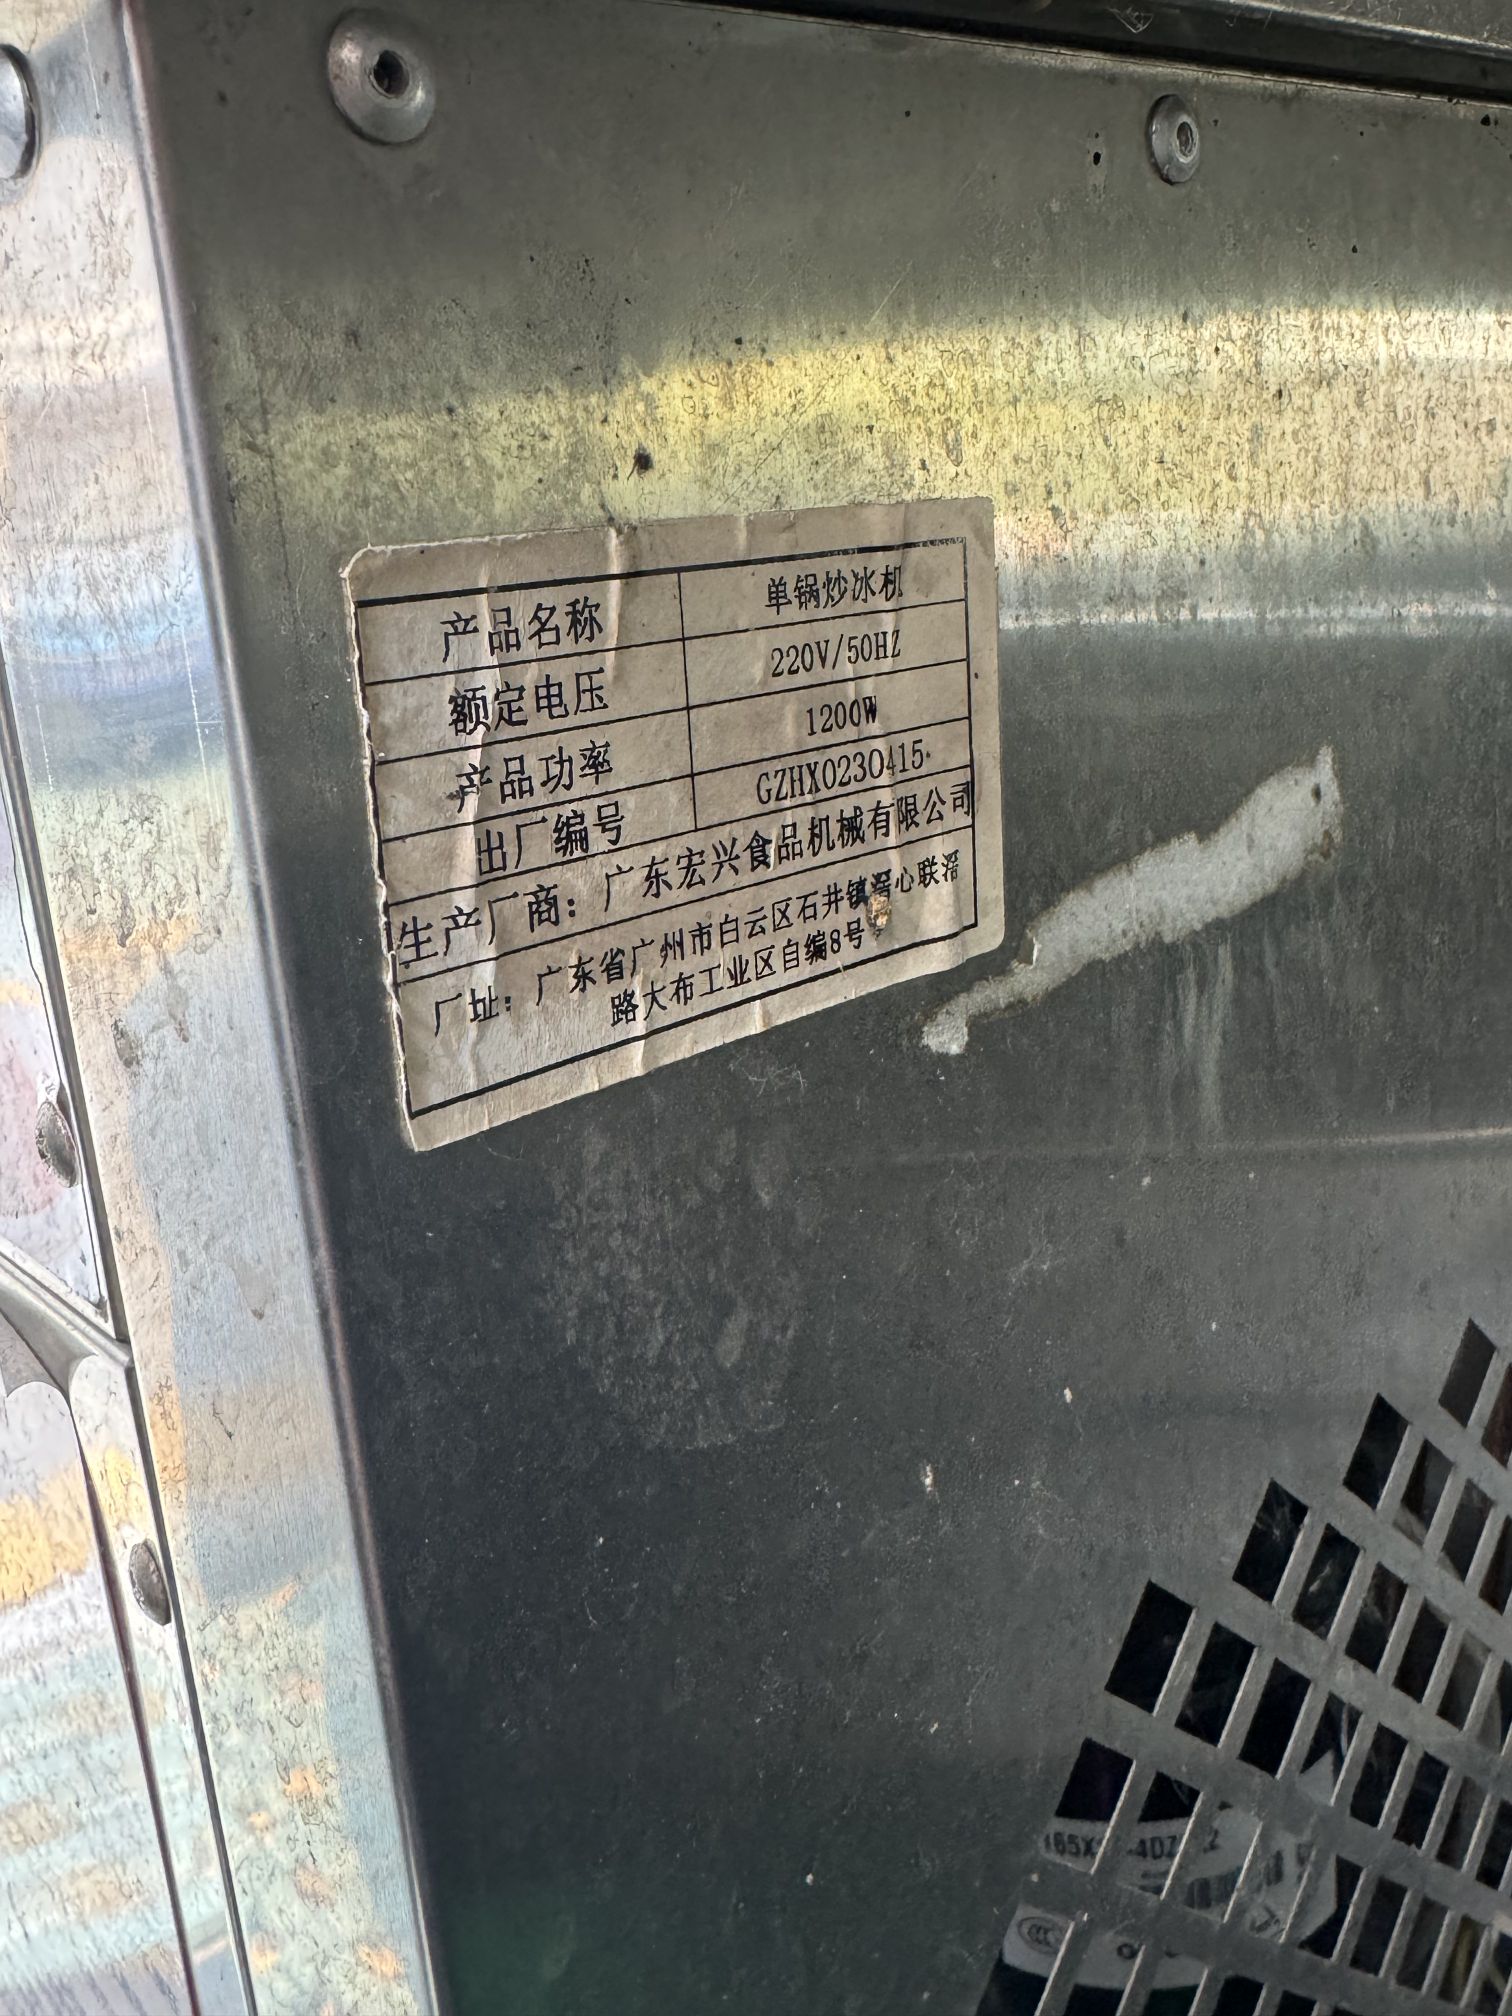 产品名称 单锅炒冰机
额定电压 220V/50HZ
产品功率 1200W
出厂编号 GZHX0230415
生产厂商：广东宏兴食品机械有限公司
厂址：广东省广州市白云区石井镇滘心联滘
路大布工业区自编8号